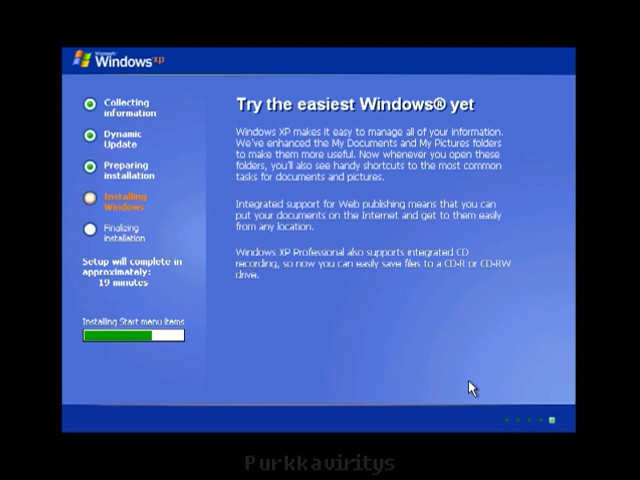 Microsoft
Windows xp
Collecting
information
Dynamic
Update
Preparing
installation
Installing
Windows
Finalizing
installation
Setup will complete in
approximately:
19 minutes
Installing Start menu items
Try the easiest Windows® yet
Windows XP makes it easy to manage all of your information.
We've enhanced the My Documents and My Pictures folders
to make them more useful. Now whenever you open these
folders, you'll also see handy shortcuts to the most common
tasks for documents and pictures.
Integrated support for Web publishing means that you can
put your documents on the Internet and get to them easily
from any location.
Windows XP Professional also supports integrated CD
recording, so now you can easily save files to a CD-R or CD-RW
drive.
Purkkaviritys